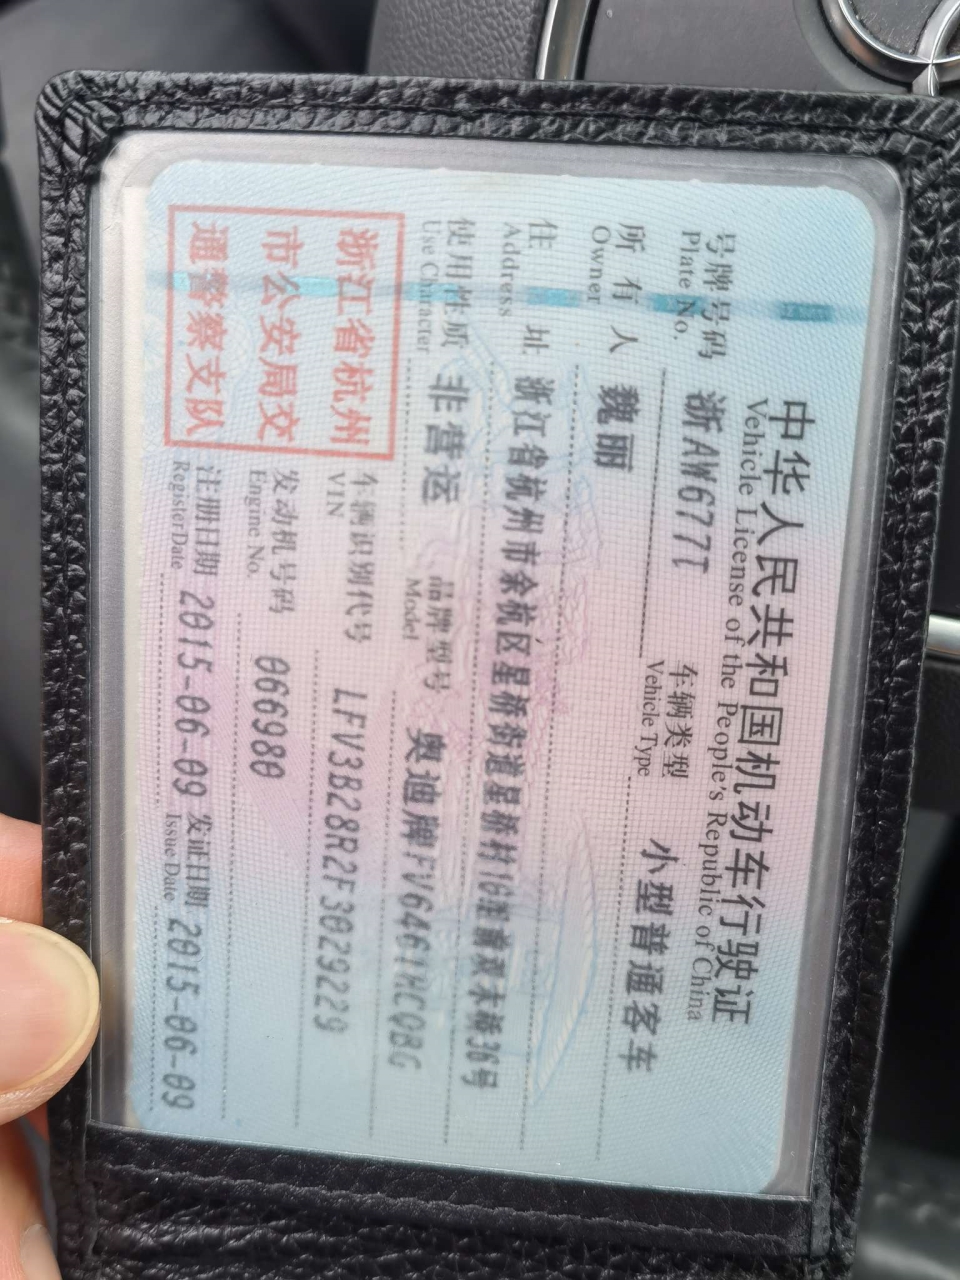 中华人民共和国机动车行驶证
Vehicle License of the People's Republic of China
号牌号码 浙AW677T 车辆类型 小型普通客车
Plate No. Vehicle Type
所有人 魏丽
Owner
住址 浙江省杭州市余杭区星桥街道星桥村16组前双木桥36号
Address
使用性质 非营运 品牌型号 奥迪牌FV6461HCQBG
Use Character Model
浙江省杭州
市公安局交
通警察支队
车辆识别代号 LFV3B28R2F3029229
VIN
发动机号码 066980
Engine No.
注册日期 2015-06-09 发证日期 2015-06-09
Register Date Issue Date